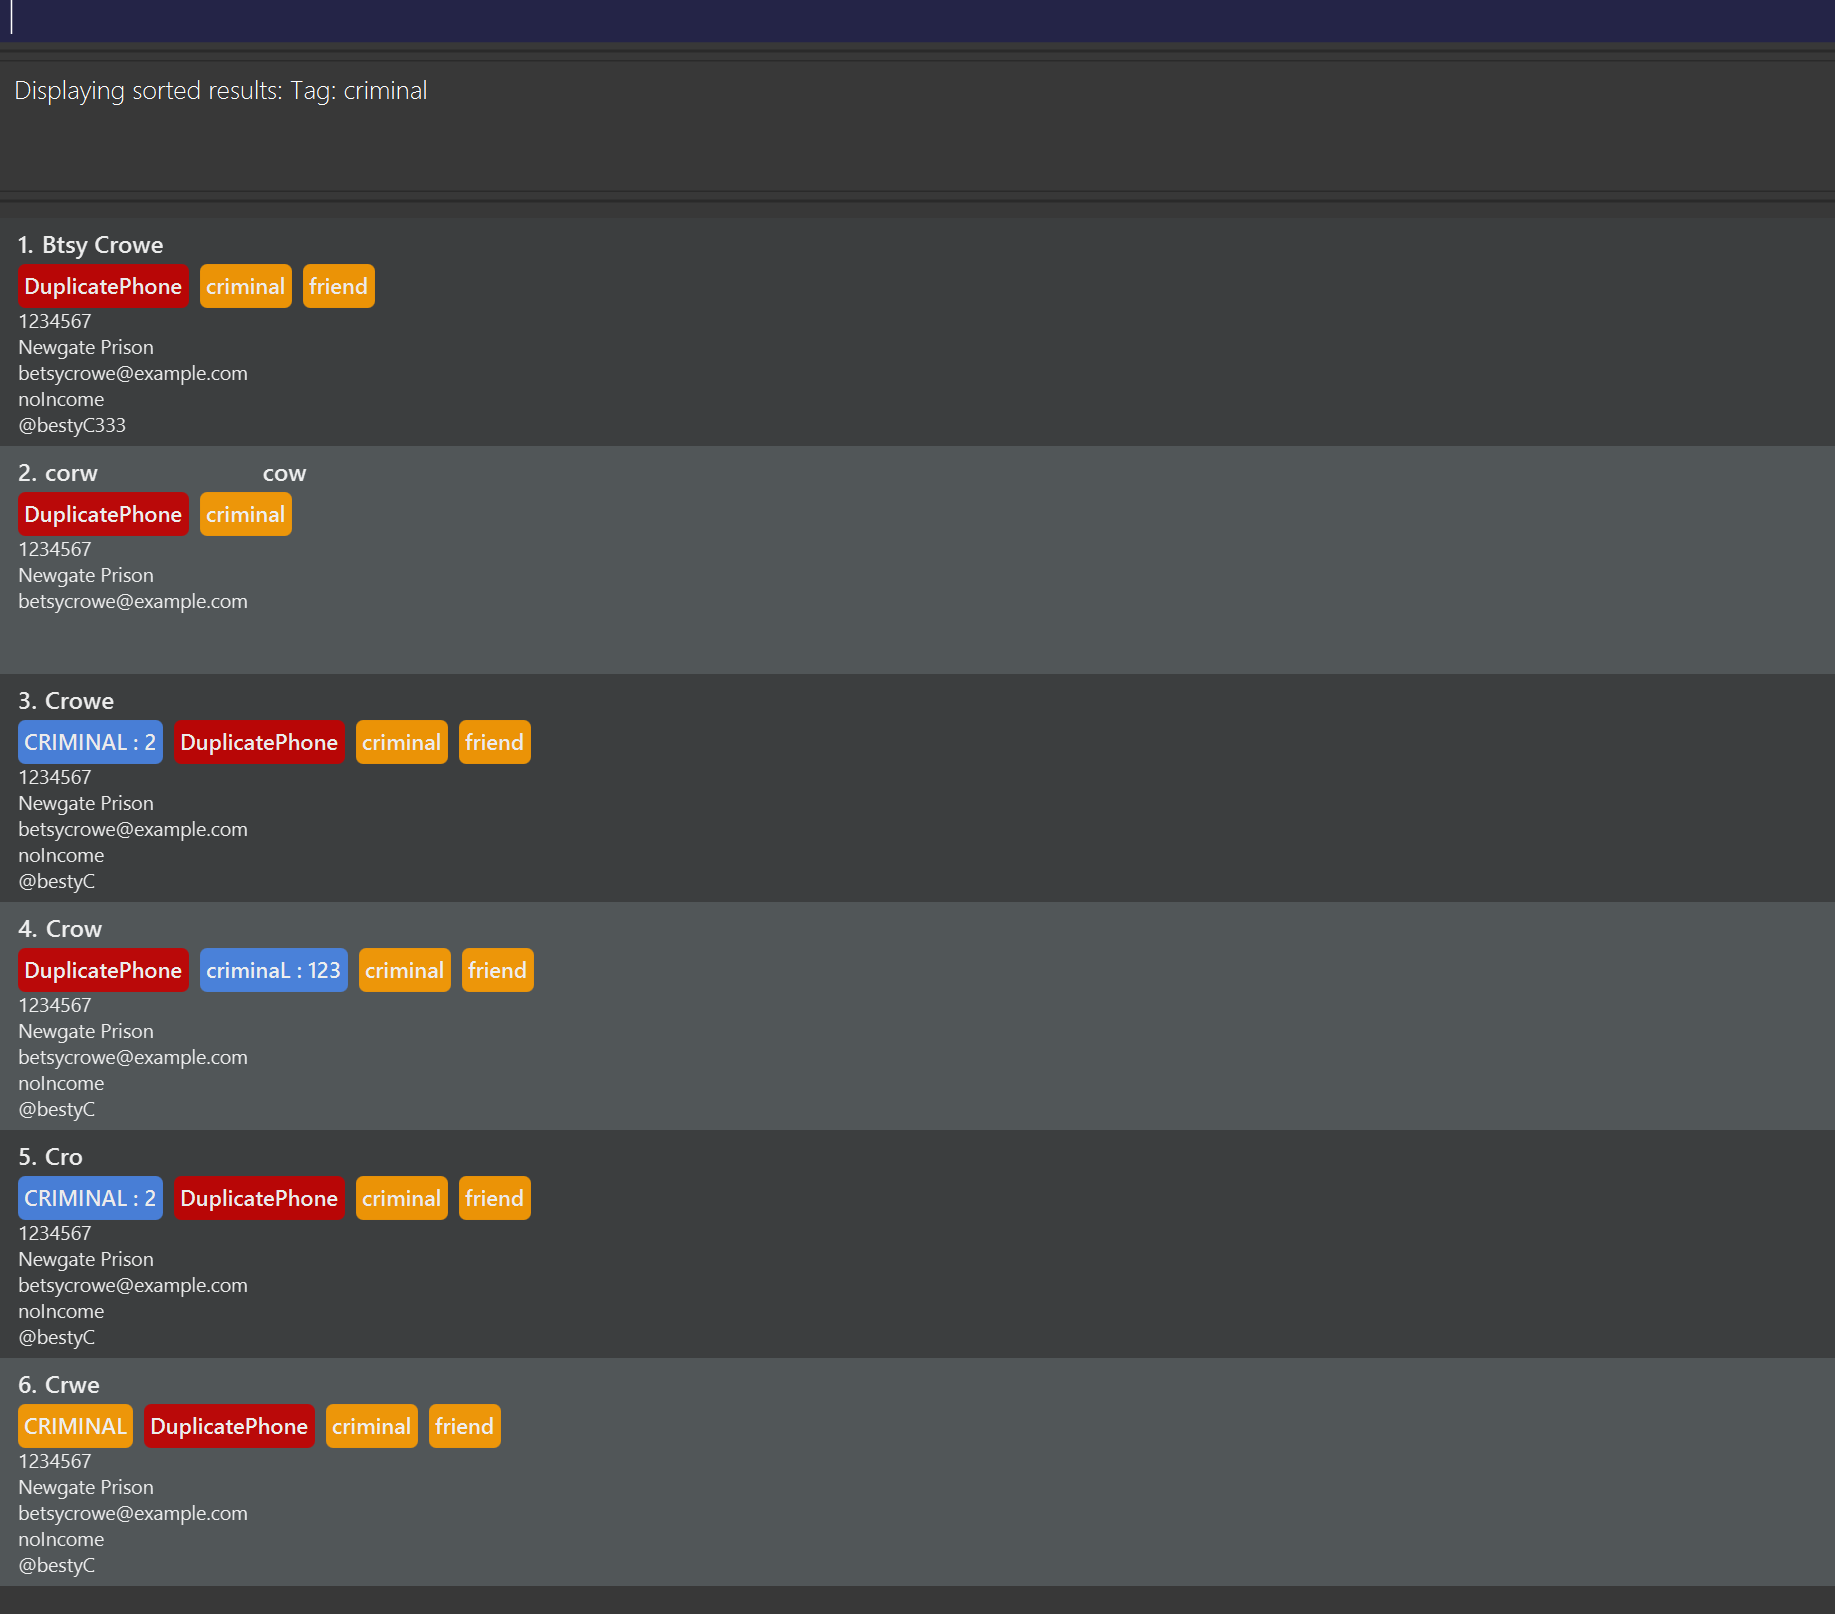 Displaying sorted results: Tag: criminal
1. Btsy Crowe
DuplicatePhone criminal friend
1234567
Newgate Prison
betsycrowe@example.com
noIncome
@bestyC333
2. corw cow
DuplicatePhone criminal
1234567
Newgate Prison
betsycrowe@example.com
3. Crowe
CRIMINAL : 2 DuplicatePhone criminal friend
1234567
Newgate Prison
betsycrowe@example.com
noIncome
@bestyC
4. Crow
DuplicatePhone criminaL : 123 criminal friend
1234567
Newgate Prison
betsycrowe@example.com
noIncome
@bestyC
5. Cro
CRIMINAL : 2 DuplicatePhone criminal friend
1234567
Newgate Prison
betsycrowe@example.com
noIncome
@bestyC
6. Crwe
CRIMINAL DuplicatePhone criminal friend
1234567
Newgate Prison
betsycrowe@example.com
noIncome
@bestyC